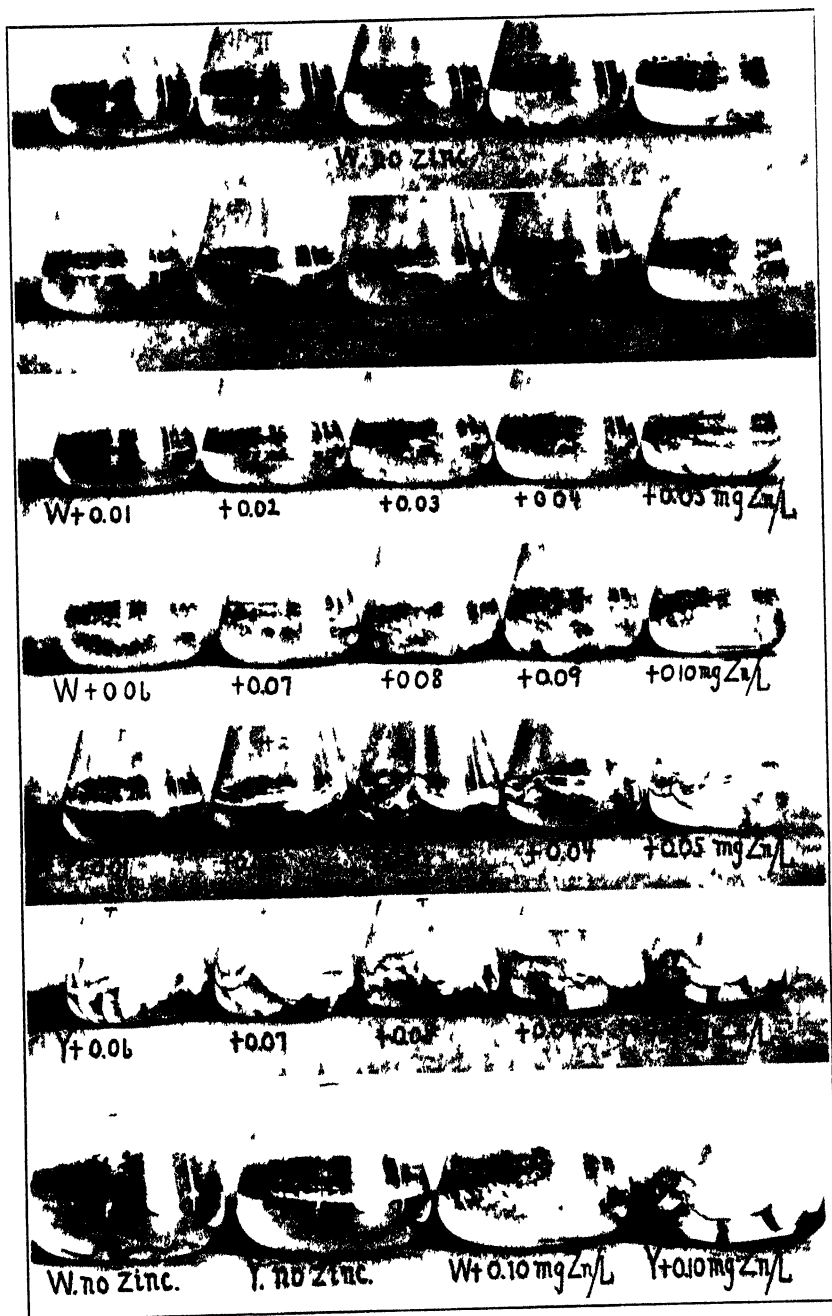 W. no zinc
W+0.01 +0.02 +0.03 +0.04 +0.05 mg Zn/L
W+0.06 +0.07 +0.08 +0.09 +0.10 mg Zn/L
+0.04 +0.05 mg Zn/L
Y+0.06 +0.07 +0.08
W. no zinc. Y. no zinc. W+0.10 mg Zn/L Y+0.10 mg Zn/L